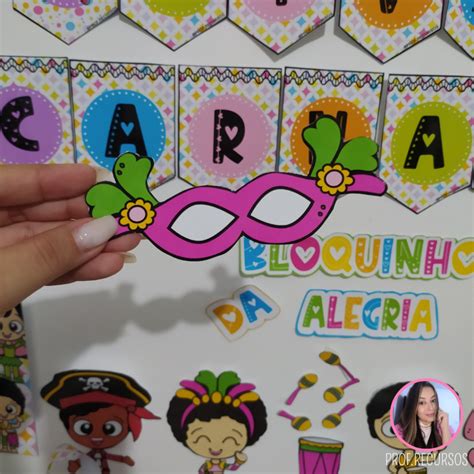 CARNA
BLOQUINHO
DA ALEGRIA
PROF.RECURSOS